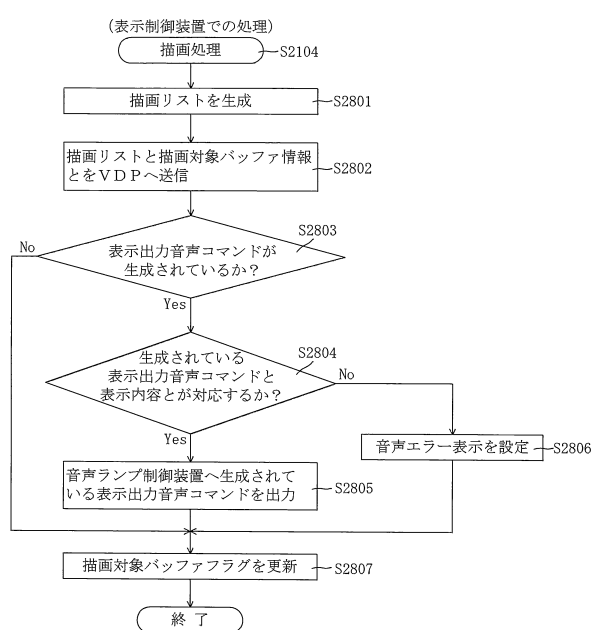 （表示制御装置での処理）
描画処理
S2104
描画リストを生成
S2801
描画リストと描画対象バッファ情報
とをVDPへ送信
S2802
S2803
No
表示出力音声コマンドが
生成されているか？
Yes
S2804
生成されている
表示出力音声コマンドと
表示内容とが対応するか？
No
Yes
音声エラー表示を設定
S2806
音声ランプ制御装置へ生成されて
いる表示出力音声コマンドを出力
S2805
描画対象バッファフラグを更新
S2807
終了